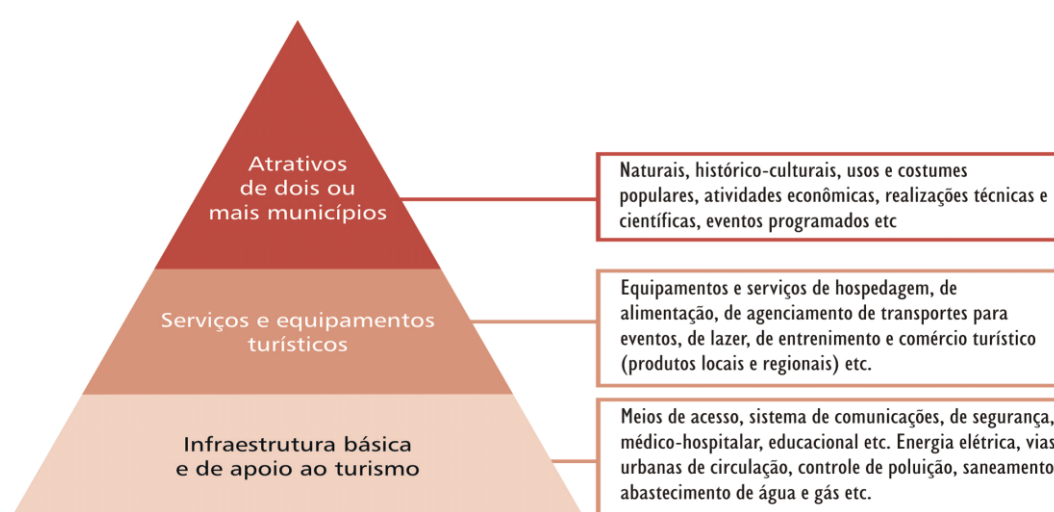 Atrativos
de dois ou
mais municípios
Naturais, histórico-culturais, usos e costumes
populares, atividades econômicas, realizações técnicas e
científicas, eventos programados etc
Serviços e equipamentos
turísticos
Equipamentos e serviços de hospedagem, de
alimentação, de agenciamento de transportes para
eventos, de lazer, de entrenimento e comércio turístico
(produtos locais e regionais) etc.
Infraestrutura básica
e de apoio ao turismo
Meios de acesso, sistema de comunicações, de segurança,
médico-hospitalar, educacional etc. Energia elétrica, vias
urbanas de circulação, controle de poluição, saneamento
abastecimento de água e gás etc.